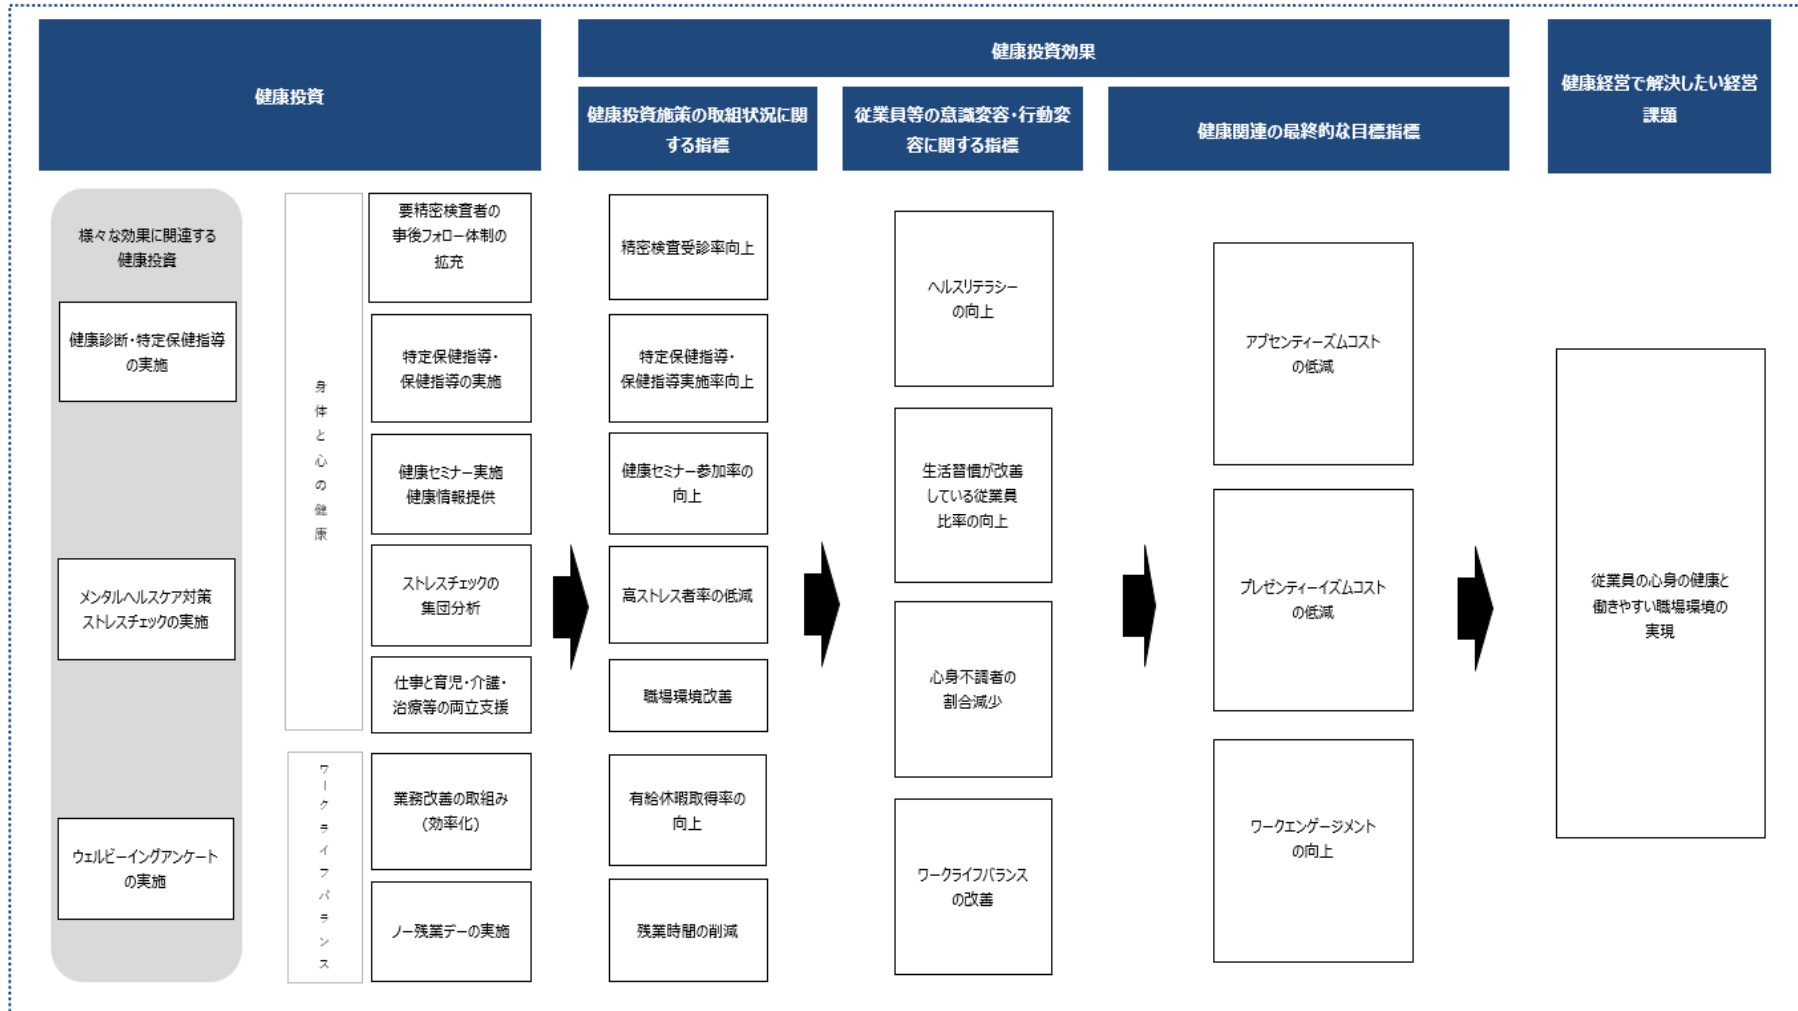 健康投資
健康投資効果
健康投資施策の取組状況に関
する指標
従業員等の意識変容・行動変
容に関する指標
健康関連の最終的な目標指標
健康経営で解決したい経営
課題
様々な効果に関連する
健康投資
健康診断・特定保健指導
の実施
メンタルヘルスケア対策
ストレスチェックの実施
ウェルビーイングアンケート
の実施
身体と心の健康
ワークライフバランス
要精密検査者の
事後フォロー体制の
拡充
特定保健指導・
保健指導の実施
健康セミナー実施
健康情報提供
ストレスチェックの
集団分析
仕事と育児・介護・
治療等の両立支援
業務改善の取組み
(効率化)
ノー残業デーの実施
精密検査受診率向上
特定保健指導・
保健指導実施率向上
健康セミナー参加率の
向上
高ストレス者率の低減
職場環境改善
有給休暇取得率の
向上
残業時間の削減
ヘルスリテラシー
の向上
生活習慣が改善
している従業員
比率の向上
心身不調者の
割合減少
ワークライフバランス
の改善
アブセンティーズムコスト
の低減
プレゼンティーイズムコスト
の低減
ワークエンゲージメント
の向上
従業員の心身の健康と
働きやすい職場環境の
実現